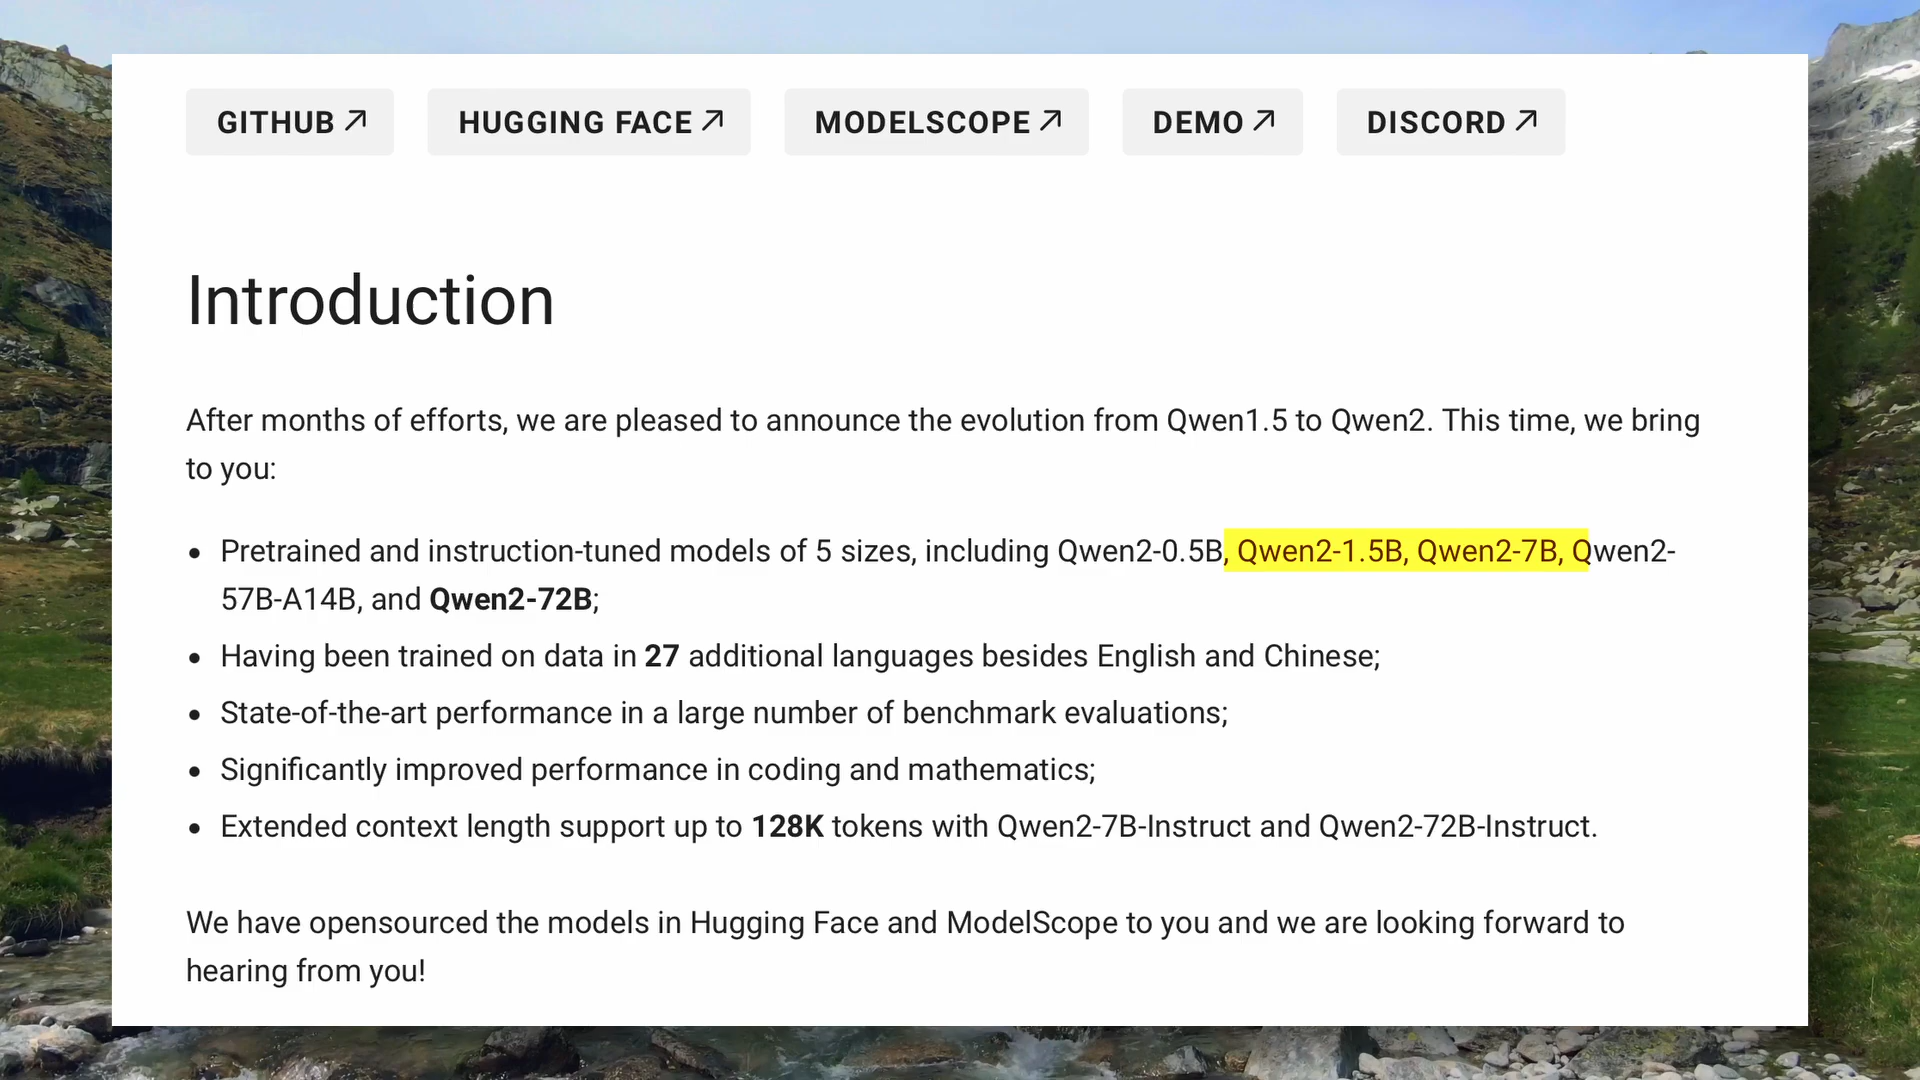 GITHUB HUGGING FACE MODELSCOPE DEMO DISCORD
Introduction
After months of efforts, we are pleased to announce the evolution from Qwen1.5 to Qwen2. This time, we bring
to you:
• Pretrained and instruction-tuned models of 5 sizes, including Qwen2-0.5B, Qwen2-1.5B, Qwen2-7B, Qwen2-
57B-A14B, and Qwen2-72B;
• Having been trained on data in 27 additional languages besides English and Chinese;
• State-of-the-art performance in a large number of benchmark evaluations;
• Significantly improved performance in coding and mathematics;
• Extended context length support up to 128K tokens with Qwen2-7B-Instruct and Qwen2-72B-Instruct.
We have opensourced the models in Hugging Face and ModelScope to you and we are looking forward to
hearing from you!